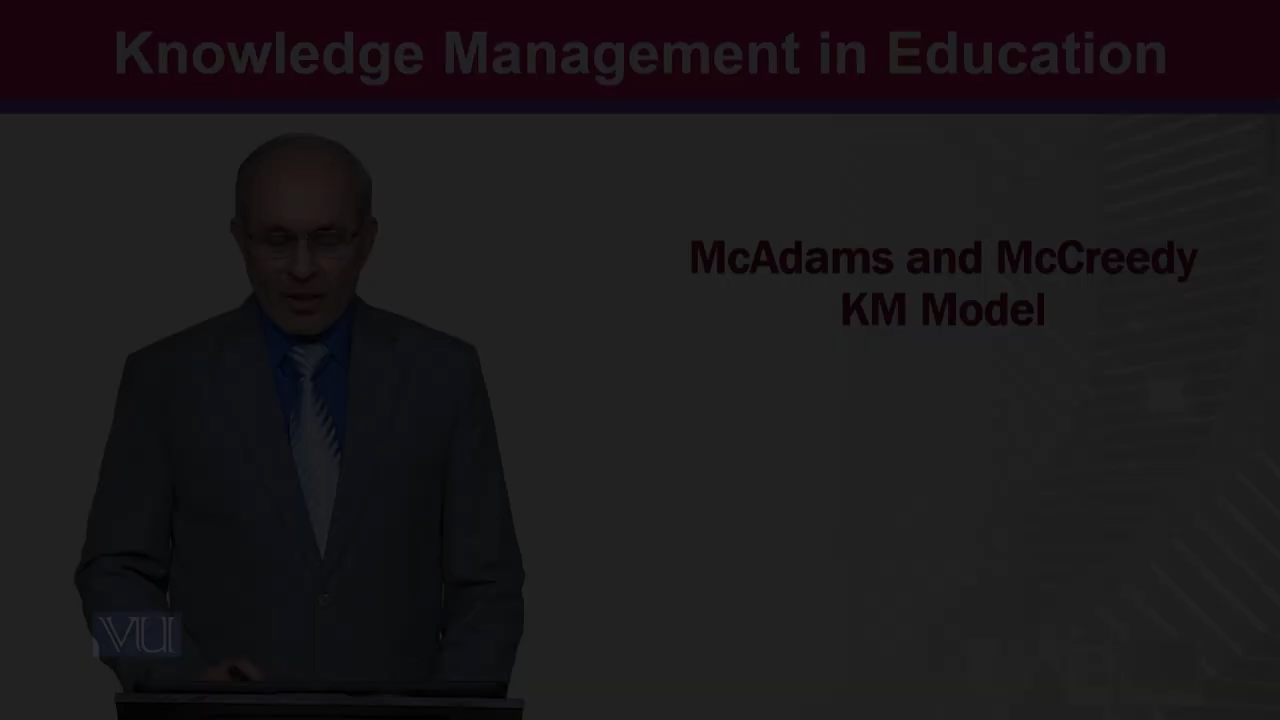 Knowledge Management in Education
McAdams and McCreedy
KM Model
VU